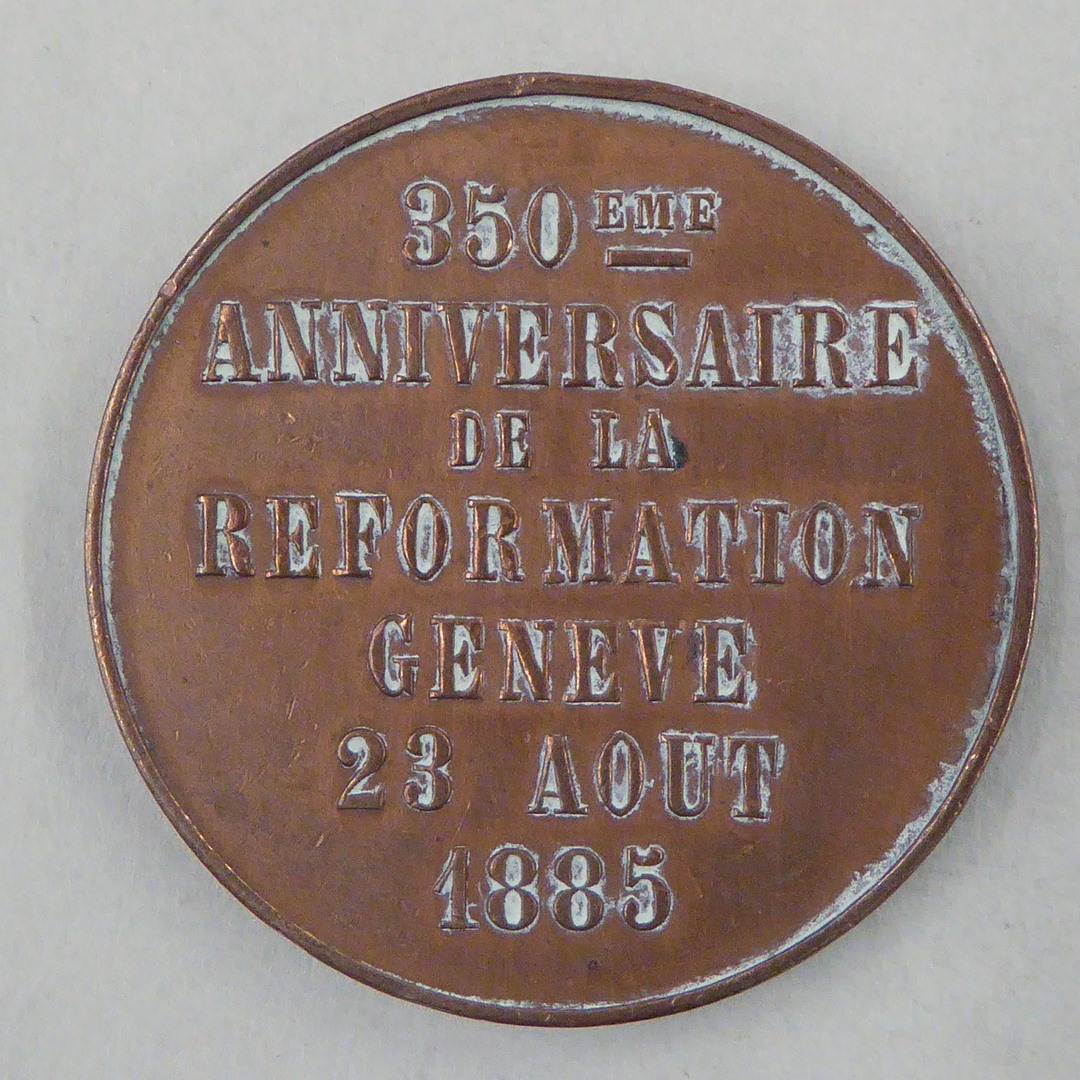 350EME
ANNIVERSAIRE
DE LA
REFORMATION
GENEVE
23 AOUT
1885